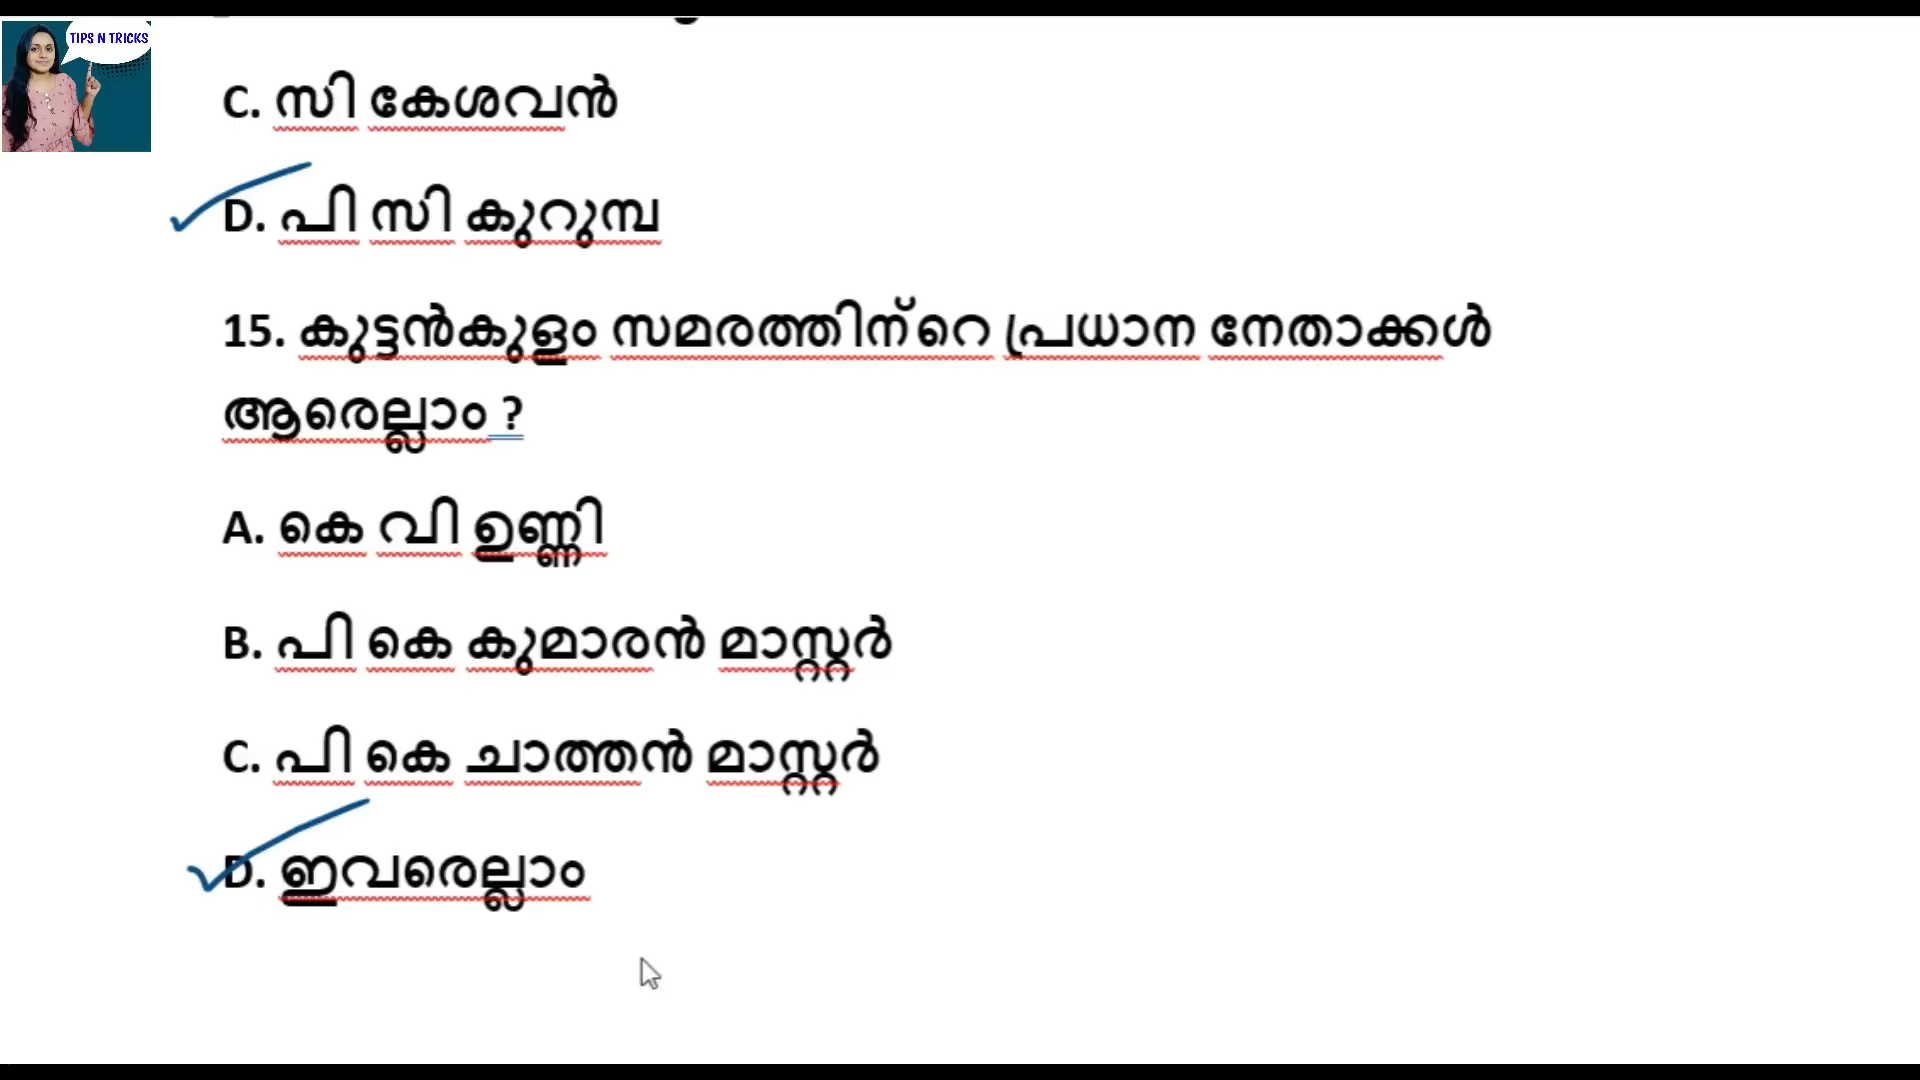 TIPS N TRICKS
C. സി കേശവൻ
D. പി സി കുറുമ്പ
15. കുട്ടൻകുളം സമരത്തിന്റെ പ്രധാന നേതാക്കൾ
ആരെല്ലാം ?
A. കെ വി ഉണ്ണി
B. പി കെ കുമാരൻ മാസ്റ്റർ
C. പി കെ ചാത്തൻ മാസ്റ്റർ
D. ഇവരെല്ലാം